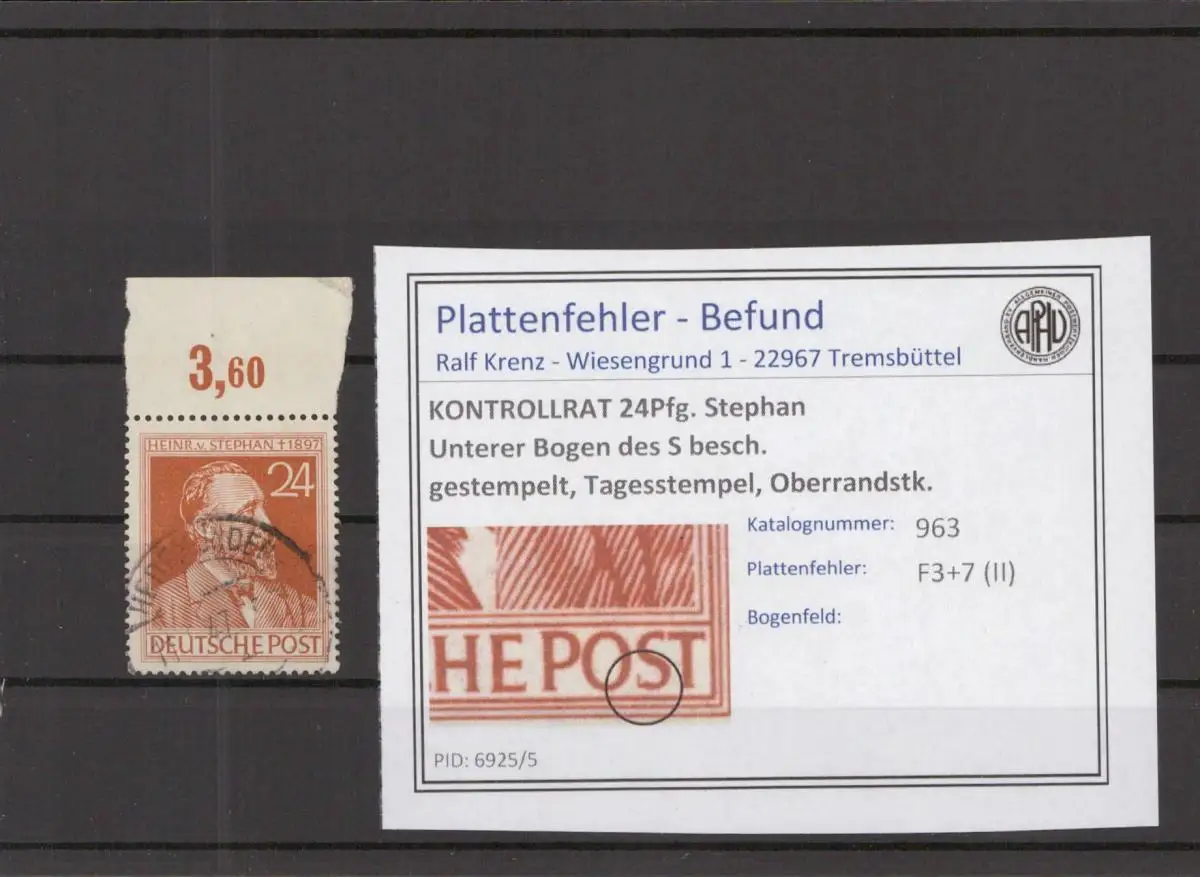 3,60
HEINR.v. STEPHAN †1897
24
DEUTSCHE POST
Plattenfehler - Befund
Ralf Krenz - Wiesengrund 1 - 22967 Tremsbüttel
KONTROLLRAT 24Pfg. Stephan
Unterer Bogen des S besch.
gestempelt, Tagesstempel, Oberrandstk.
Katalognummer: 963
Plattenfehler: F3+7 (II)
Bogenfeld:
HE POST
PID: 6925/5
APHV